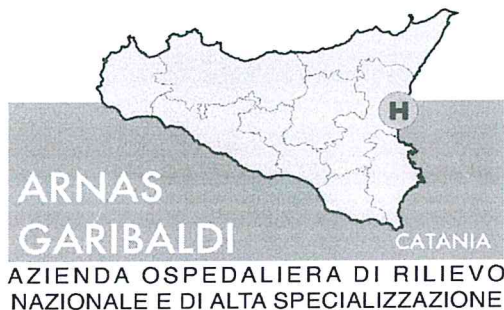 H
ARNAS
GARIBALDI
CATANIA
AZIENDA OSPEDALIERA DI RILIEVO
NAZIONALE E DI ALTA SPECIALIZZAZIONE